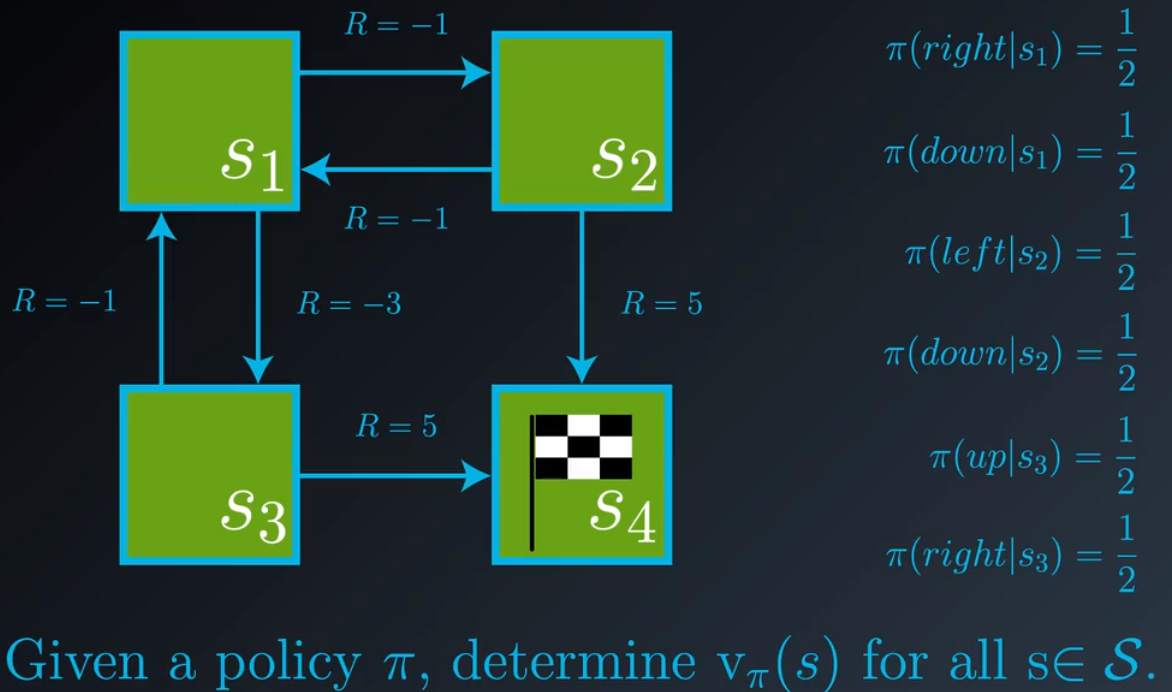 R = −1
π(right|s₁) = 1/2
s₁
s₂
π(down|s₁) = 1/2
R = −1
π(left|s₂) = 1/2
R = −1
R = −3
R = 5
π(down|s₂) = 1/2
R = 5
π(up|s₃) = 1/2
s₃
s₄
π(right|s₃) = 1/2
Given a policy π, determine v_π(s) for all s∈ 𝒮.